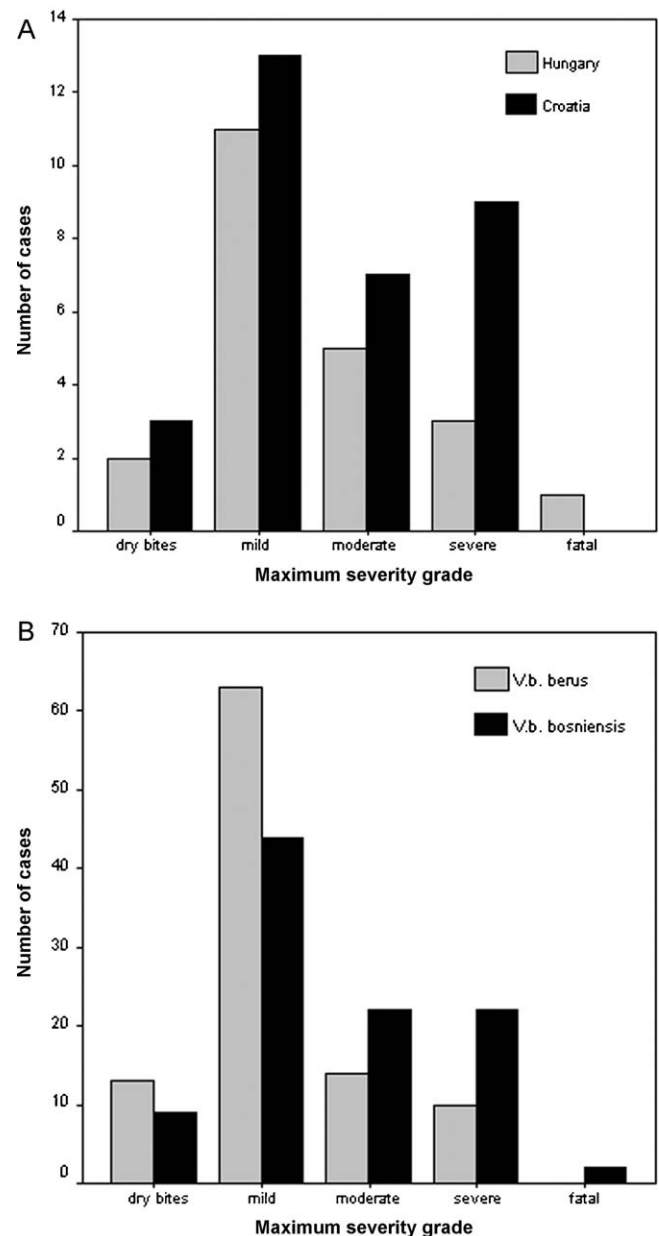 A
14
12
10
8
6
4
2
0
Number of cases
Hungary
Croatia
dry bites mild moderate severe fatal
Maximum severity grade
B
70
60
50
40
30
20
10
0
Number of cases
V.b. berus
V.b. bosniensis
dry bites mild moderate severe fatal
Maximum severity grade